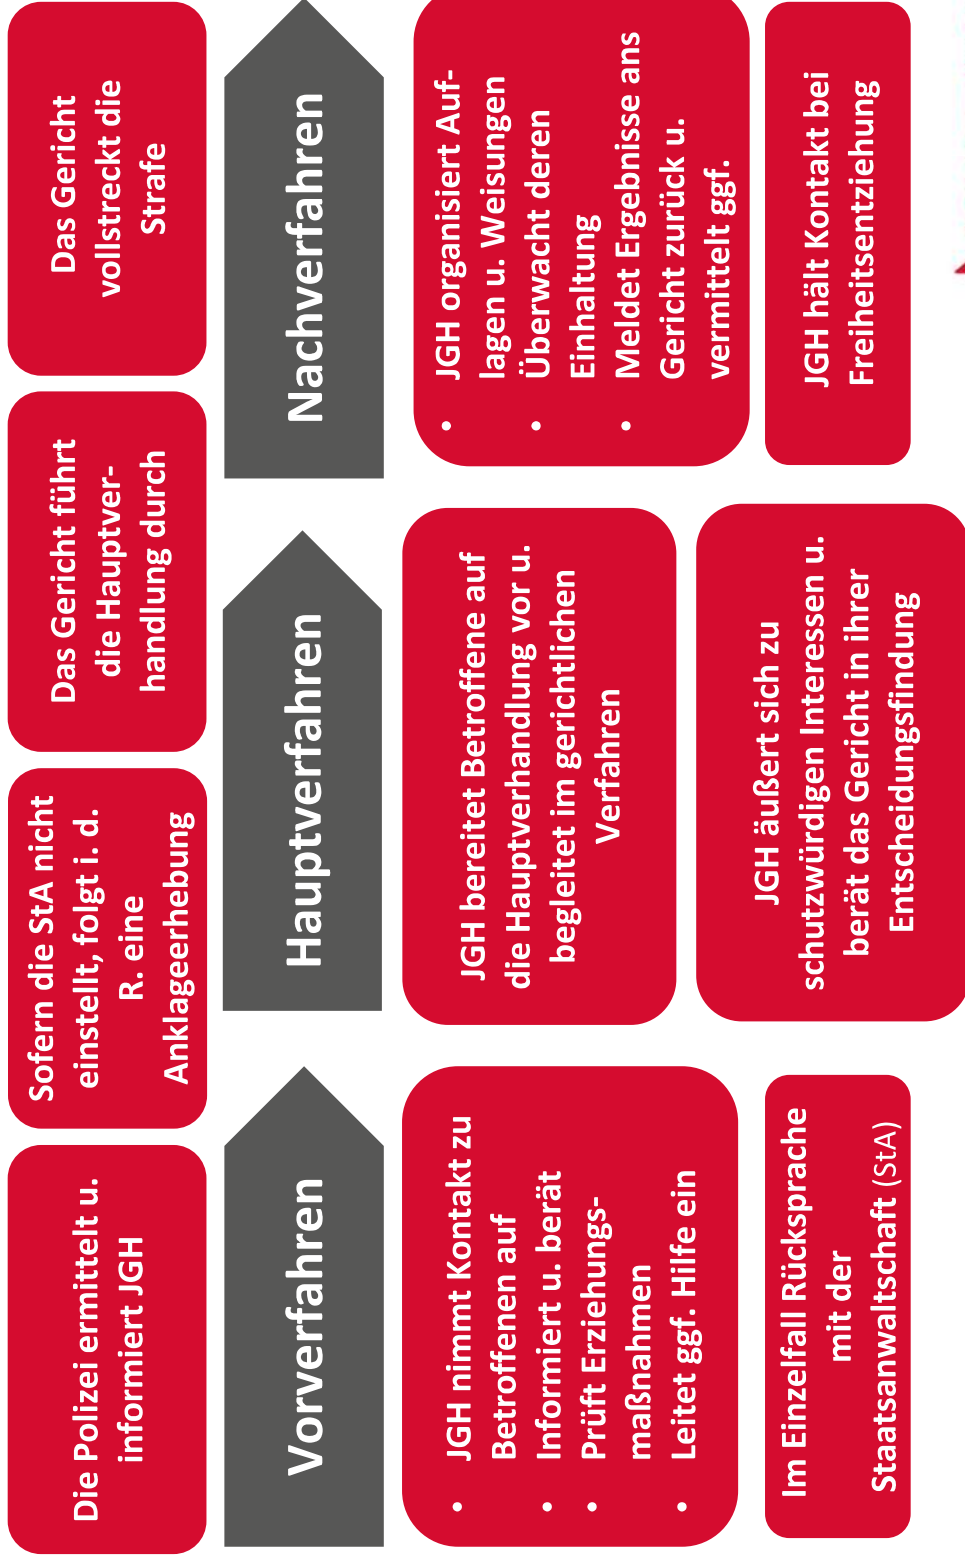 Die Polizei ermittelt u.
informiert JGH
Sofern die StA nicht
einstellt, folgt i. d.
R. eine
Anklageerhebung
Das Gericht führt
die Hauptver-
handlung durch
Das Gericht
vollstreckt die
Strafe
Vorverfahren
Hauptverfahren
Nachverfahren
• JGH nimmt Kontakt zu
Betroffenen auf
• Informiert u. berät
• Prüft Erziehungs-
maßnahmen
• Leitet ggf. Hilfe ein
Im Einzelfall Rücksprache
mit der
Staatsanwaltschaft (StA)
JGH bereitet Betroffene auf
die Hauptverhandlung vor u.
begleitet im gerichtlichen
Verfahren
JGH äußert sich zu
schutzwürdigen Interessen u.
berät das Gericht in ihrer
Entscheidungsfindung
• JGH organisiert Auf-
lagen u. Weisungen
• Überwacht deren
Einhaltung
• Meldet Ergebnisse ans
Gericht zurück u.
vermittelt ggf.
JGH hält Kontakt bei
Freiheitsentziehung